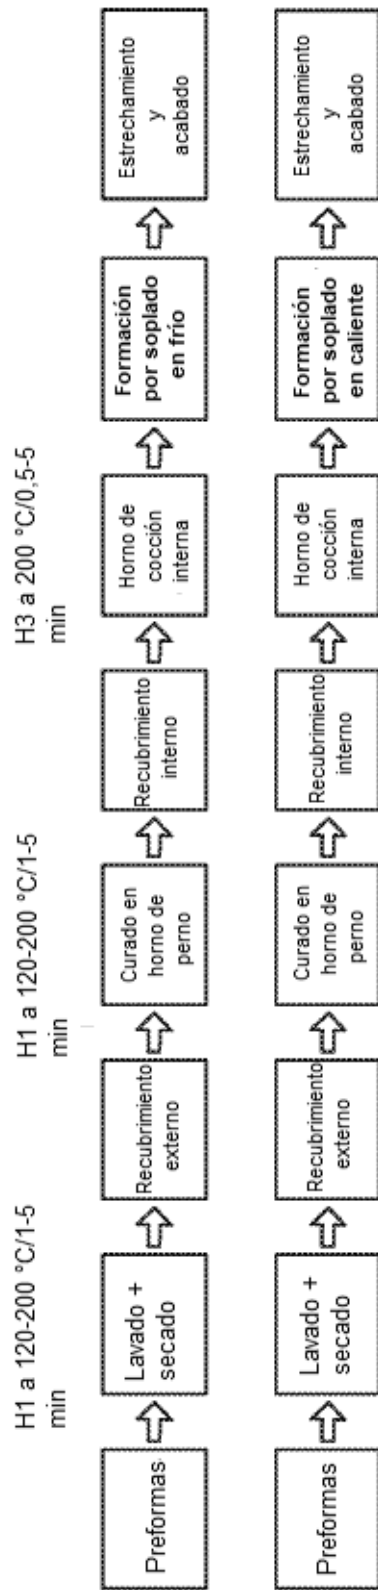 H1 a 120-200 °C/1-5
min
H1 a 120-200 °C/1-5
min
H3 a 200 °C/0,5-5
min
Preformas
Lavado +
secado
Recubrimiento
externo
Curado en
horno de
perno
Recubrimiento
interno
Horno de
cocción
interna
Formación
por soplado
en frío
Estrechamiento
y
acabado
Preformas
Lavado +
secado
Recubrimiento
externo
Curado en
horno de
perno
Recubrimiento
interno
Horno de
cocción
interna
Formación
por soplado
en caliente
Estrechamiento
y
acabado